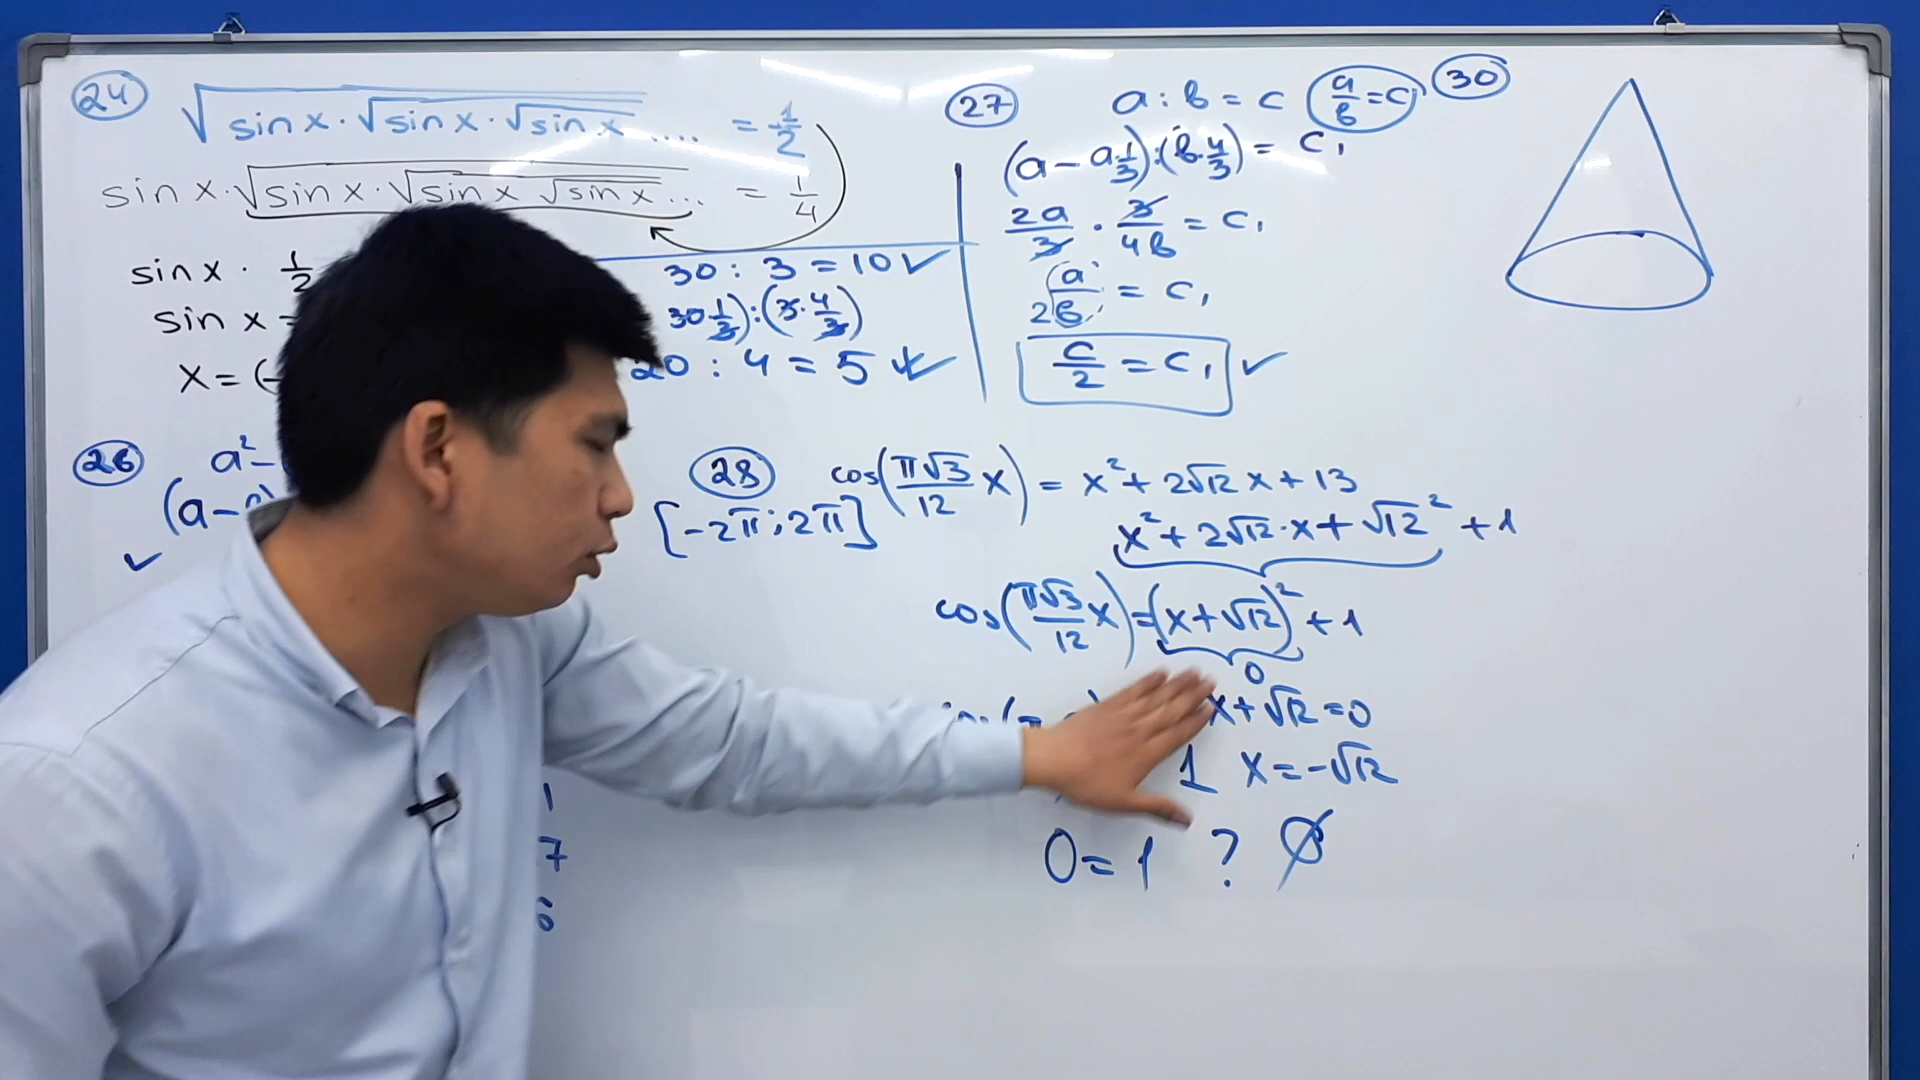 24
√(sin x · √(sin x · √(sin x .... = 1/2
sin x · √(sin x · √(sin x √(sin x ... = 1/4
sin x · 1/2
sin x =
x = (-
30 : 3 = 10 ✓
30 1/3) : (3 · 4/3)
20 : 4 = 5 ✓
27 a : b = c a/b = c
(a - a · 1/3) : (b · 4/3) = c₁
2a/3 · 3/4b = c₁
a/2b = c₁
c/2 = c₁ ✓
30
26 a² -
(a -
✓
1
7
6
28 cos(π√3/12 x) = x² + 2√12 x + 13
[-2π; 2π]
x² + 2√12 · x + √12² + 1
cos(π√3/12 x) = (x + √12)² + 1
0
x + √12 = 0
1 x = -√12
0 = 1 ? Ø